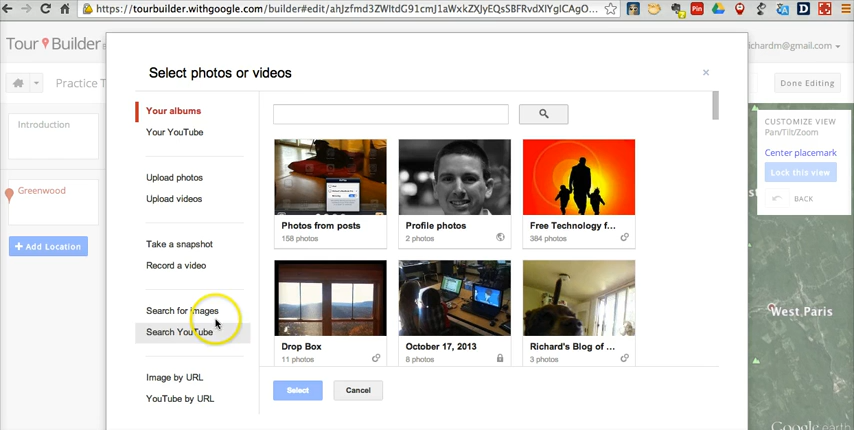 https://tourbuilder.withgoogle.com/builder#edit/
Tour Builder
richardm@gmail.com
Select photos or videos
×
Practice T
Done Editing
Your albums
Your YouTube
Upload photos
Upload videos
Take a snapshot
Record a video
Search for images
Search YouTube
Image by URL
YouTube by URL
Introduction
Greenwood
+ Add Location
Photos from posts
158 photos
Profile photos
2 photos
Free Technology f...
384 photos
Drop Box
11 photos
October 17, 2013
8 photos
Richard's Blog of ...
3 photos
Select
Cancel
CUSTOMIZE VIEW
Pan/Tilt/Zoom
Center placemark
Lock this view
BACK
West Paris
Google earth